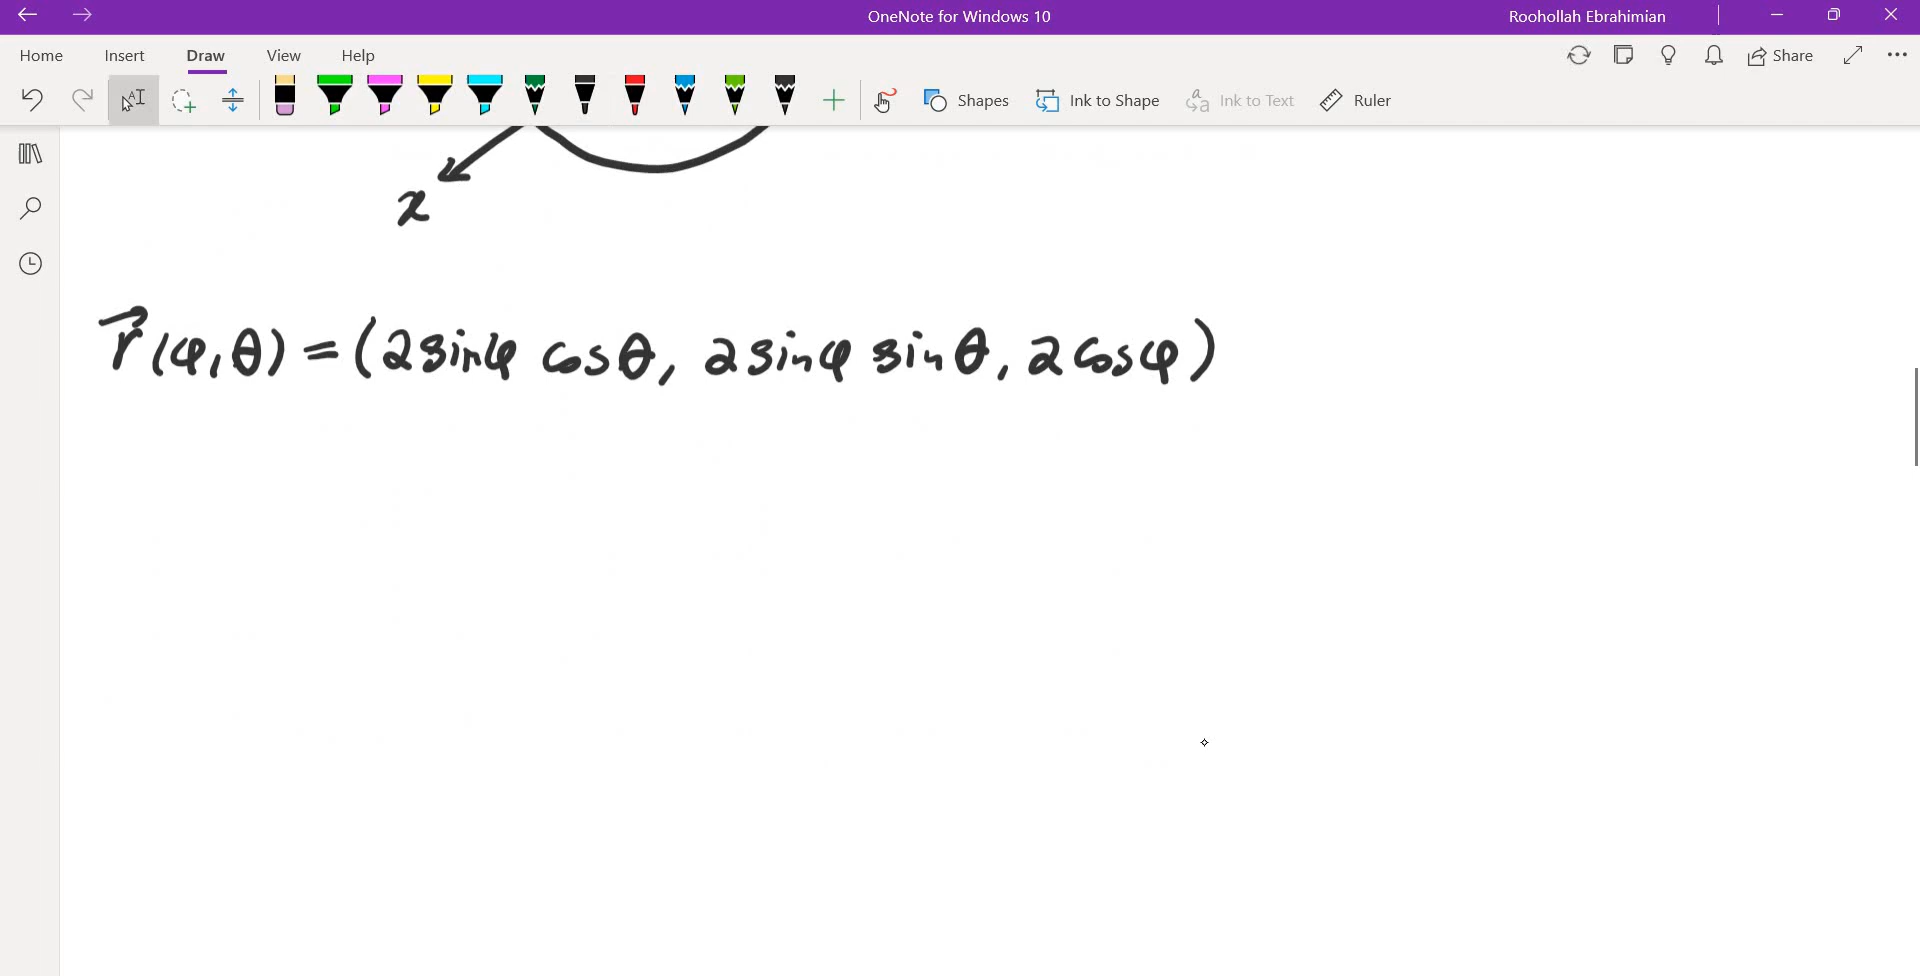 OneNote for Windows 10
Roohollah Ebrahimian
Home Insert Draw View Help
Share
Shapes Ink to Shape Ink to Text Ruler
x
r⃗(φ,θ) = (2sinφ cosθ, 2sinφ sinθ, 2cosφ)